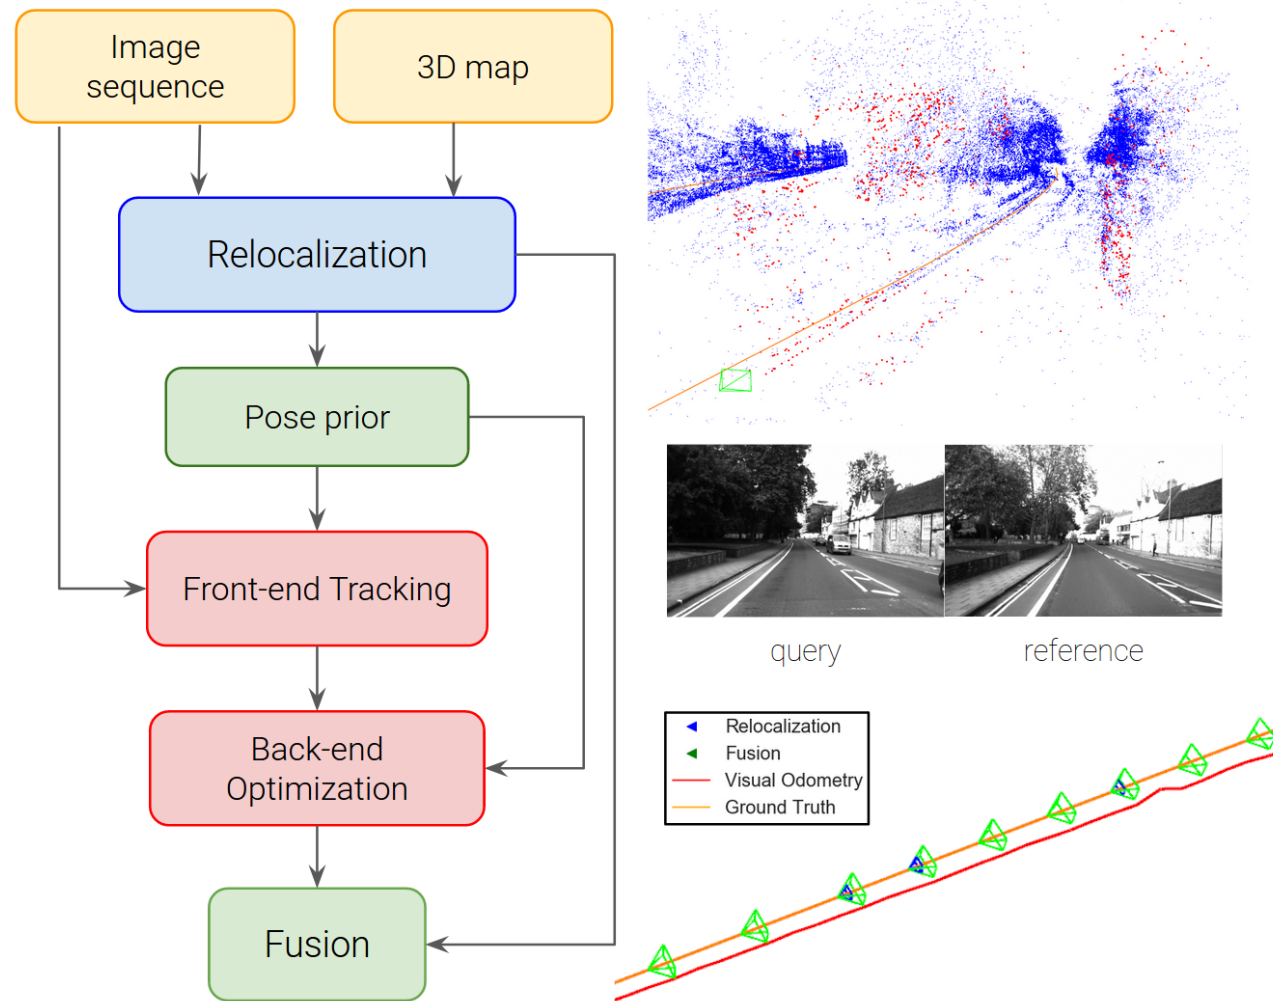 Image
sequence
3D map
Relocalization
Pose prior
Front-end Tracking
Back-end
Optimization
Fusion
query
reference
Relocalization
Fusion
Visual Odometry
Ground Truth